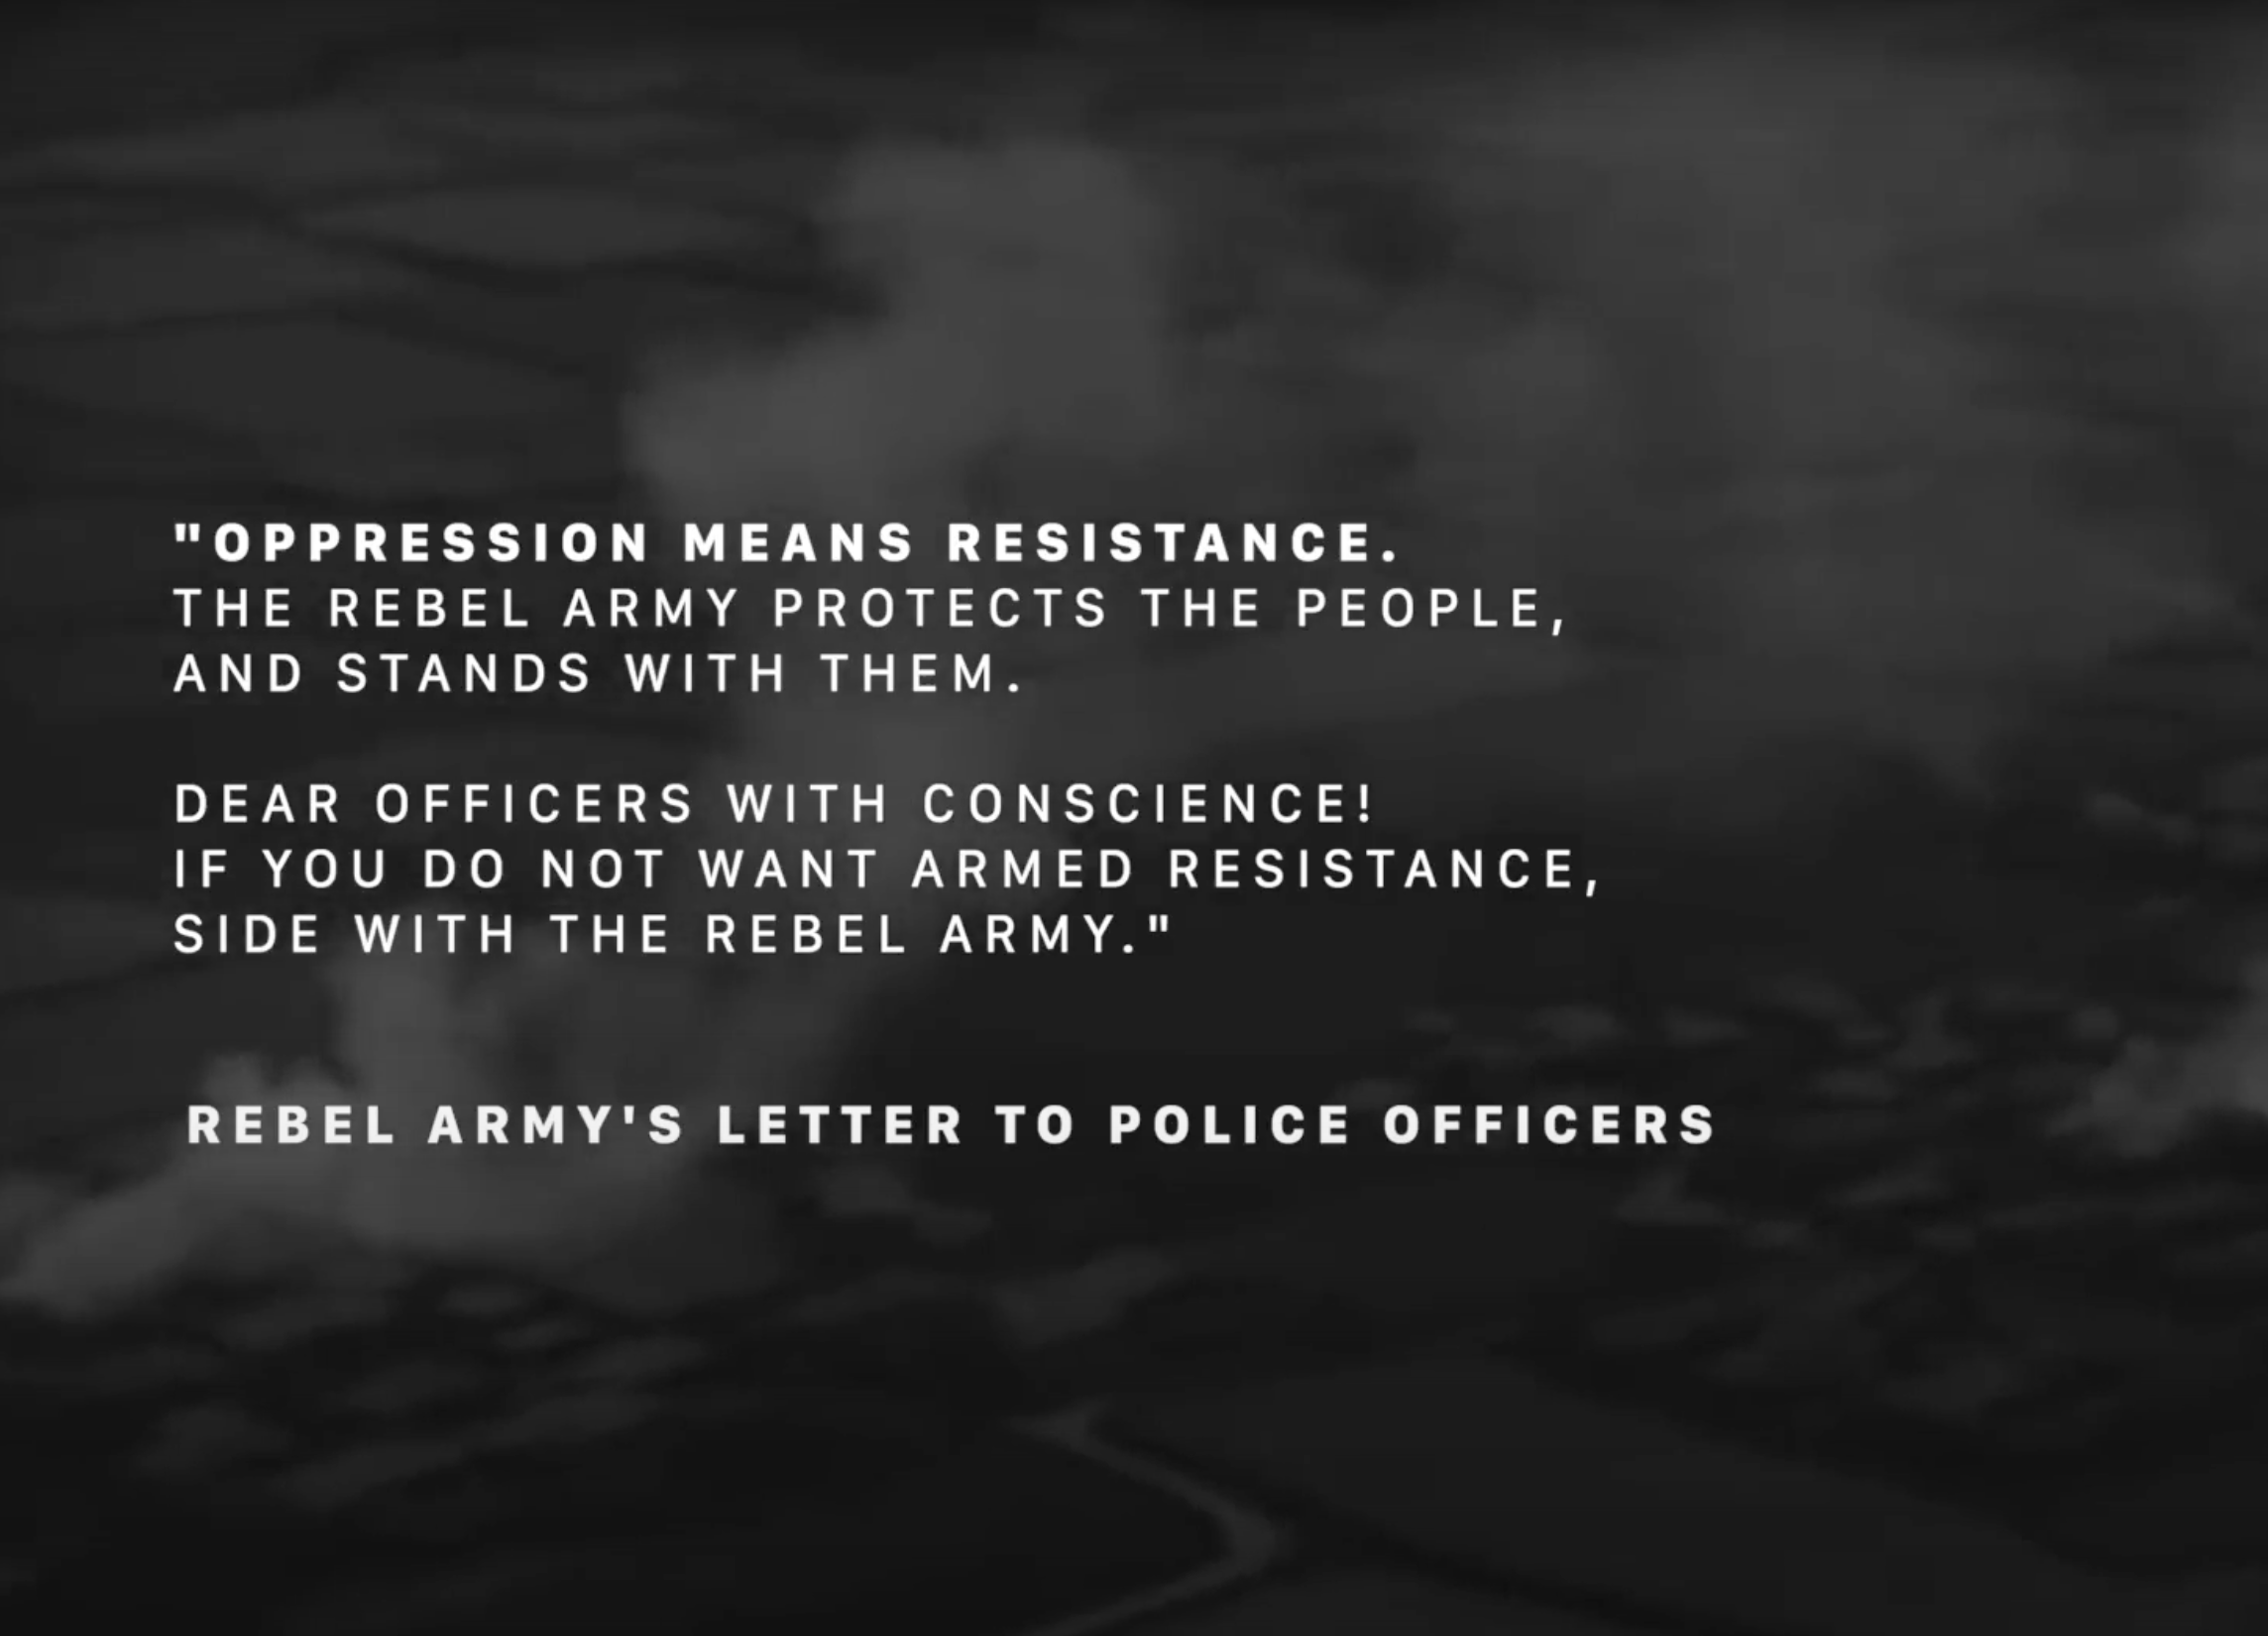 "OPPRESSION MEANS RESISTANCE.
THE REBEL ARMY PROTECTS THE PEOPLE,
AND STANDS WITH THEM.
DEAR OFFICERS WITH CONSCIENCE!
IF YOU DO NOT WANT ARMED RESISTANCE,
SIDE WITH THE REBEL ARMY."
REBEL ARMY'S LETTER TO POLICE OFFICERS